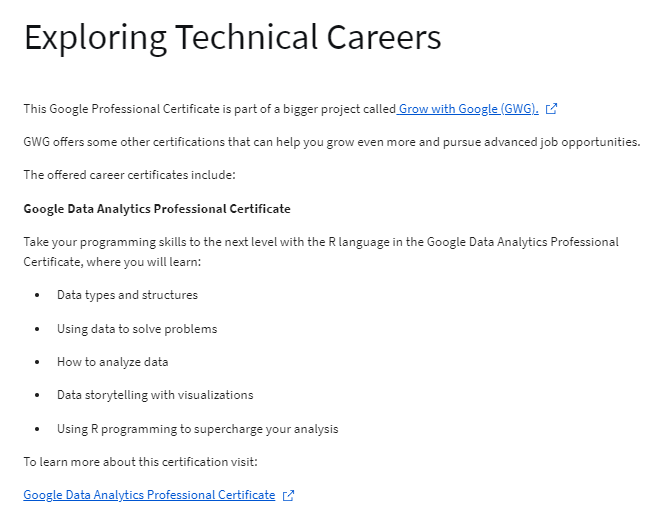 Exploring Technical Careers
This Google Professional Certificate is part of a bigger project called Grow with Google (GWG).
GWG offers some other certifications that can help you grow even more and pursue advanced job opportunities.
The offered career certificates include:
Google Data Analytics Professional Certificate
Take your programming skills to the next level with the R language in the Google Data Analytics Professional
Certificate, where you will learn:
• Data types and structures
• Using data to solve problems
• How to analyze data
• Data storytelling with visualizations
• Using R programming to supercharge your analysis
To learn more about this certification visit:
Google Data Analytics Professional Certificate